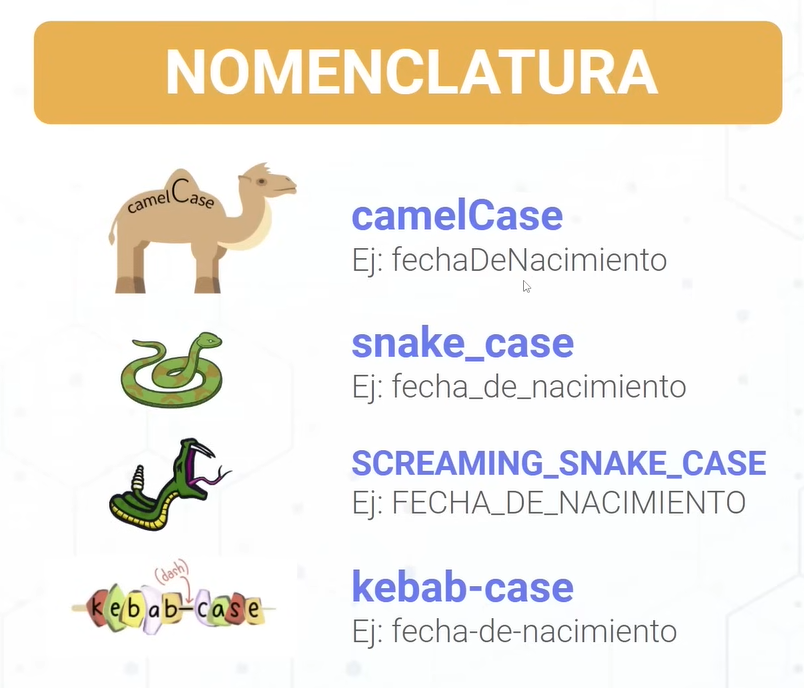 NOMENCLATURA
camelCase
camelCase
Ej: fechaDeNacimiento
snake_case
Ej: fecha_de_nacimiento
SCREAMING_SNAKE_CASE
Ej: FECHA_DE_NACIMIENTO
(dash)
kebab-case
kebab-case
Ej: fecha-de-nacimiento